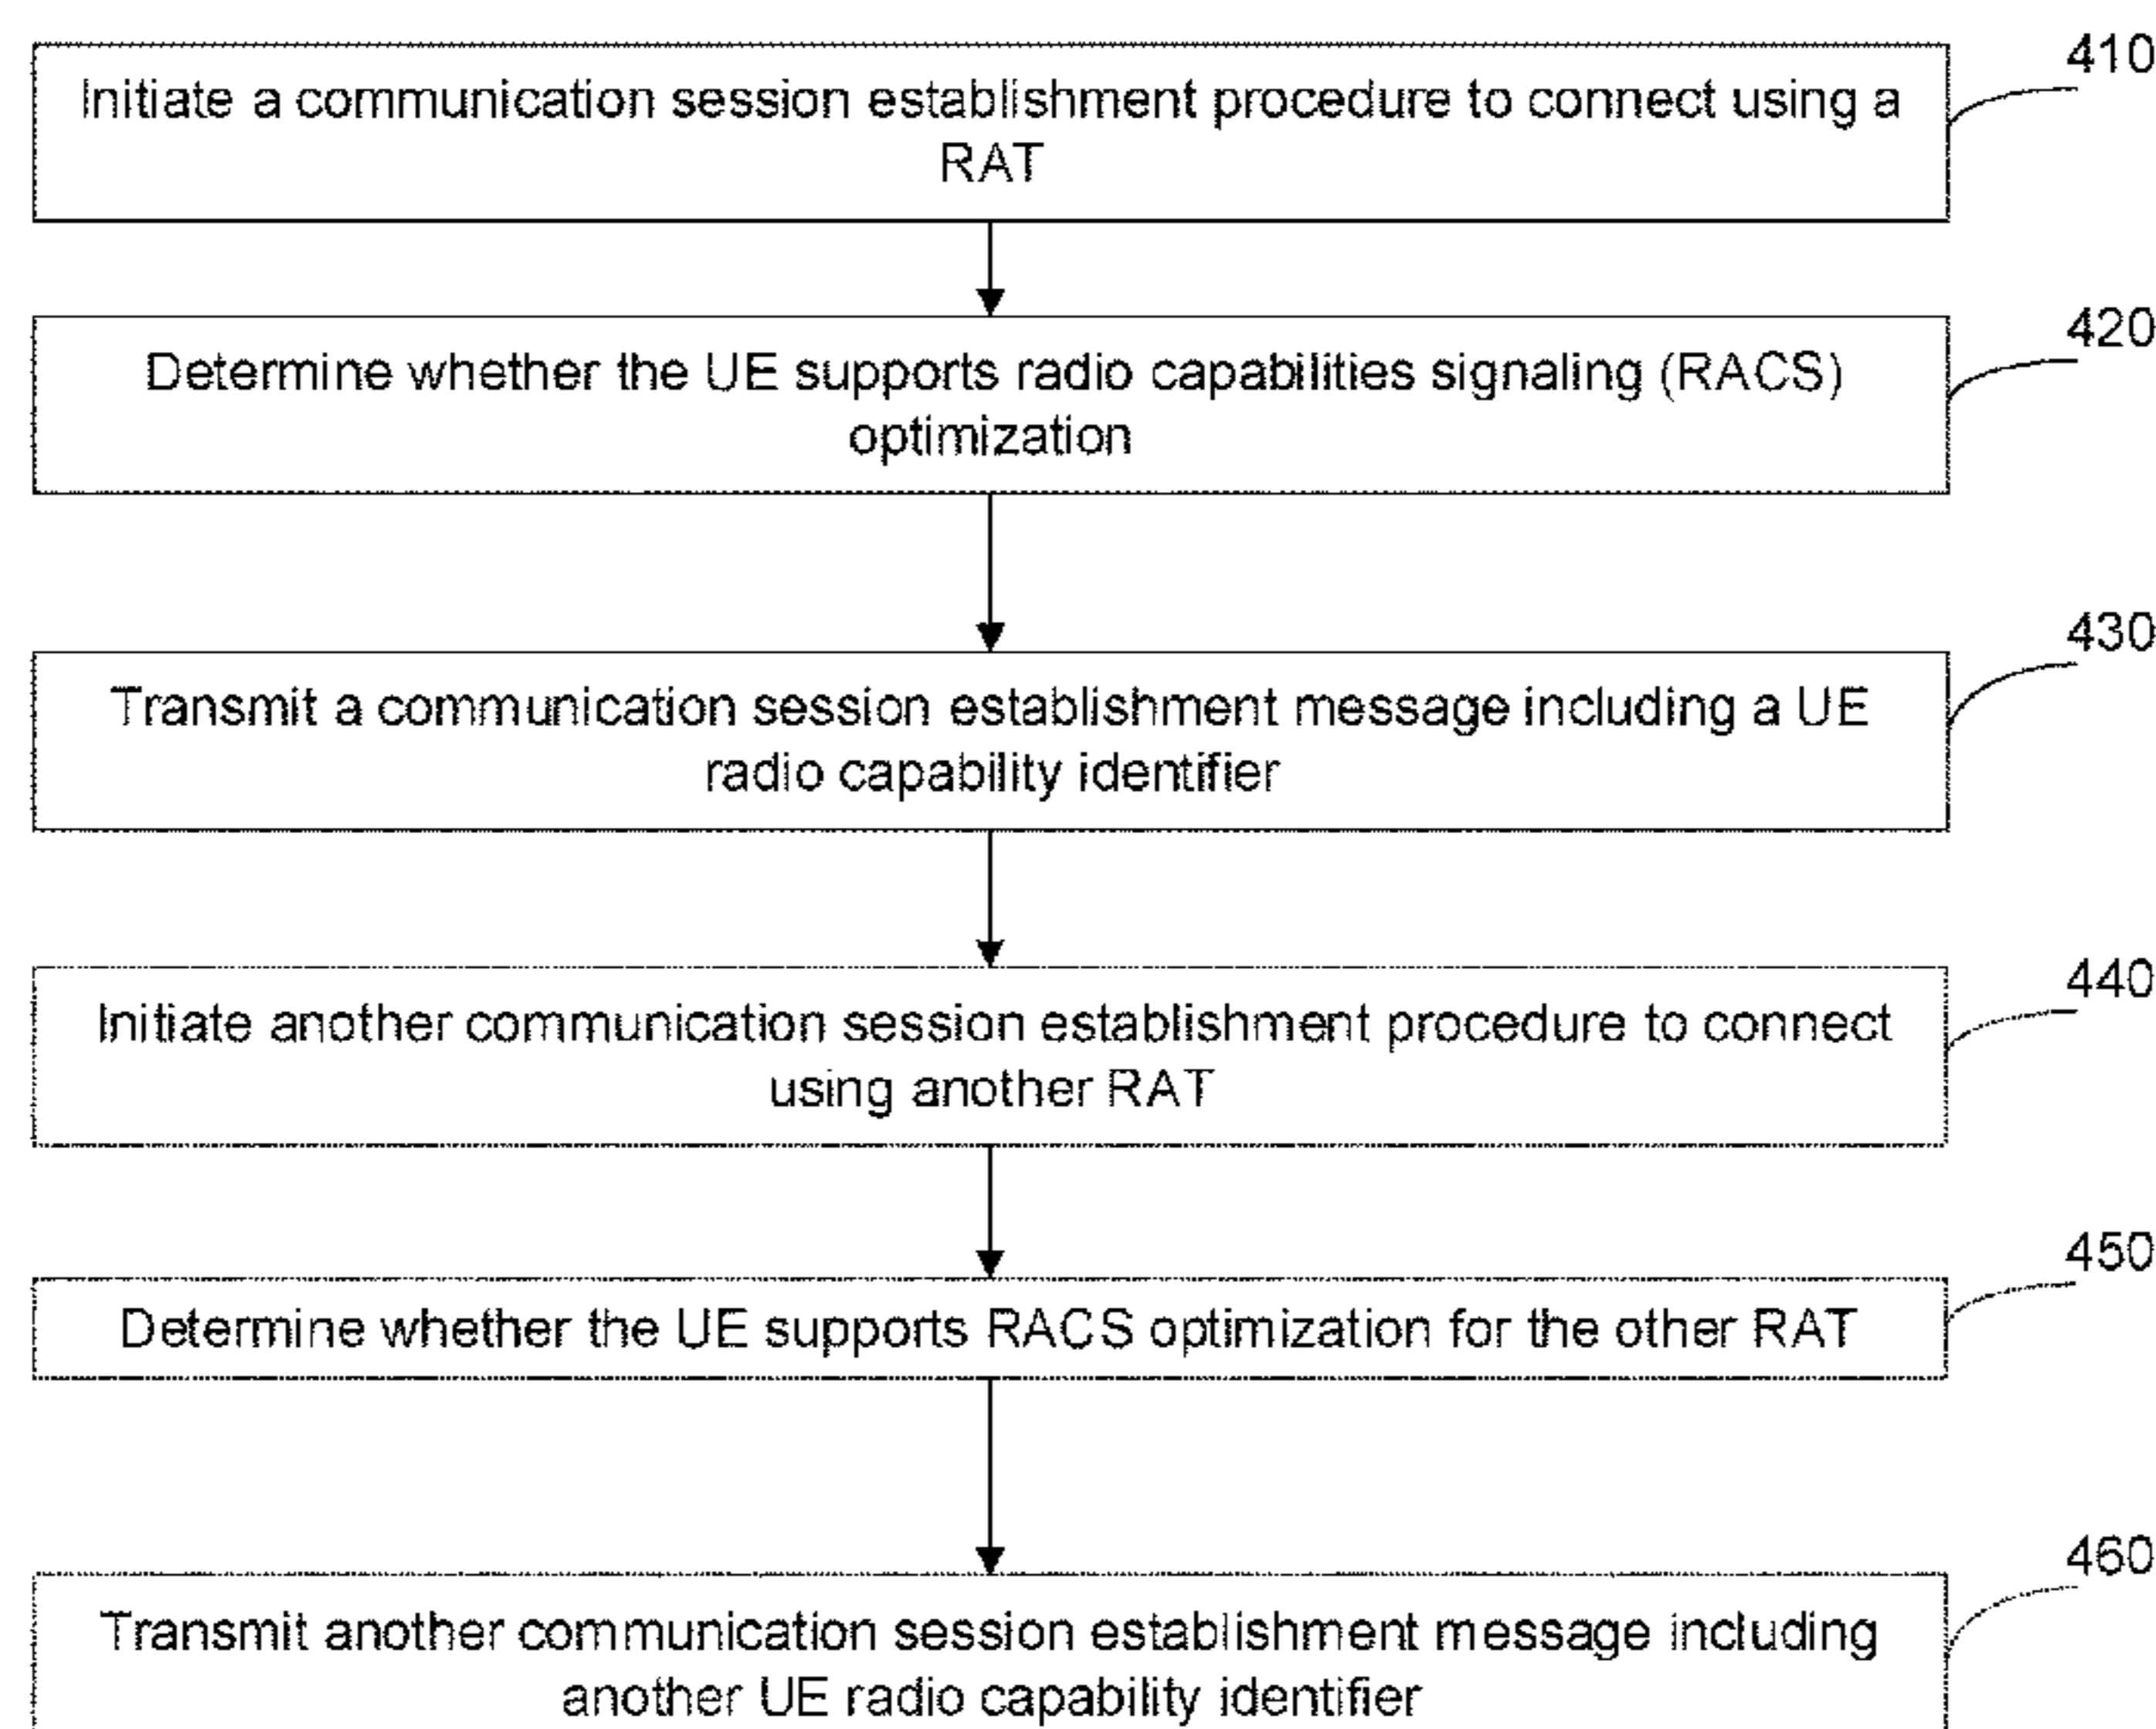 410
Initiate a communication session establishment procedure to connect using a
RAT
420
Determine whether the UE supports radio capabilities signaling (RACS)
optimization
430
Transmit a communication session establishment message including a UE
radio capability identifier
440
Initiate another communication session establishment procedure to connect
using another RAT
450
Determine whether the UE supports RACS optimization for the other RAT
460
Transmit another communication session establishment message including
another UE radio capability identifier